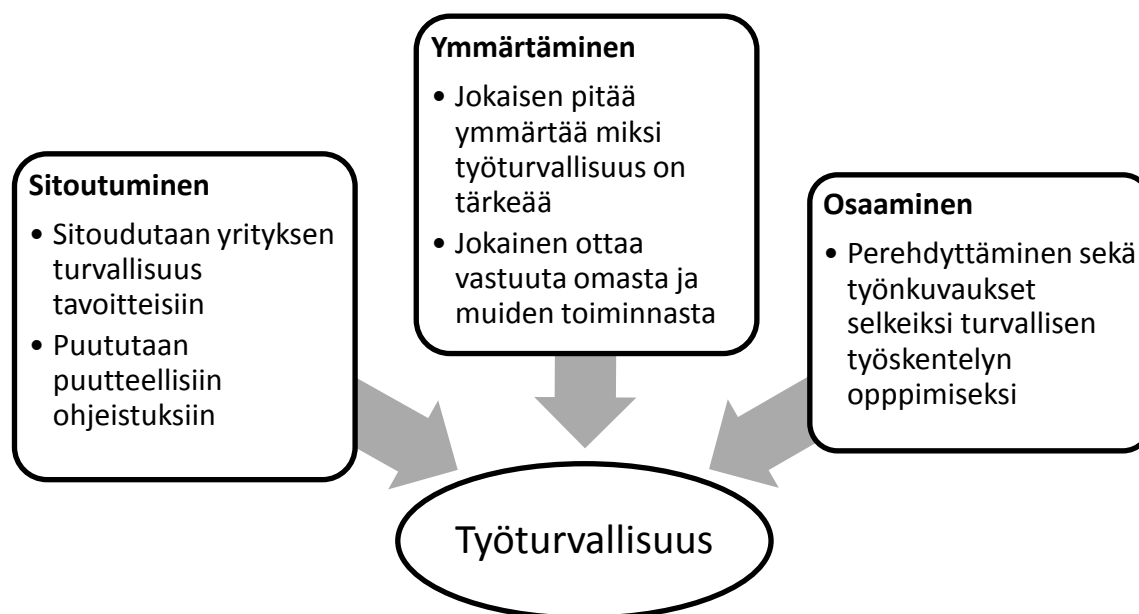 Sitoutuminen
• Sitoudutaan yrityksen
turvallisuus
tavoitteisiin
• Puututaan
puutteellisiin
ohjeistuksiin
Ymmärtäminen
• Jokaisen pitää
ymmärtää miksi
työturvallisuus on
tärkeää
• Jokainen ottaa
vastuuta omasta ja
muiden toiminnasta
Osaaminen
• Perehdyttäminen sekä
työnkuvaukset
selkeiksi turvallisen
työskentelyn
opppimiseksi
Työturvallisuus